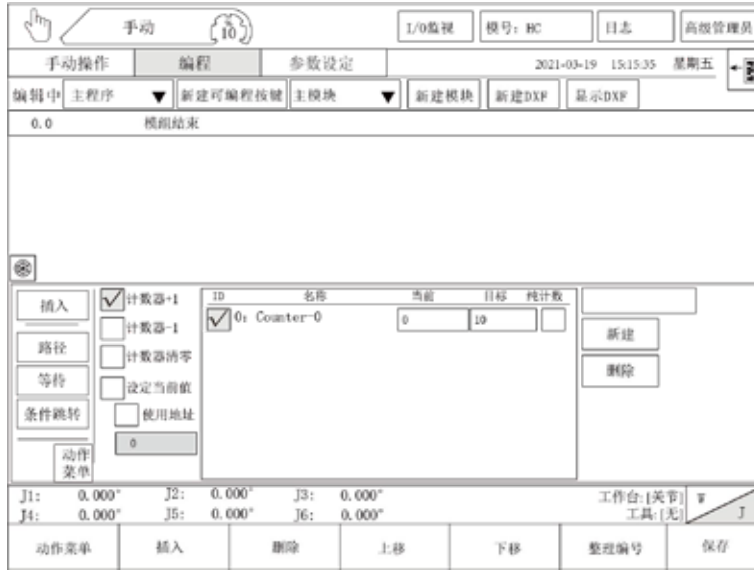 手动 10 I/O监视 模号: HC 日志 高级管理员
手动操作 编程 参数设定 2021-03-19 15:15:35 星期五
编辑中 主程序 新建可编程按键 主模块 新建模块 新建DXF 显示DXF
0.0 模组结束
插入
路径
等待
条件跳转
动作
菜单
计数器+1
计数器-1
计数器清零
设定当前值
使用地址
0
ID 名称 当前 目标 纯计数
0: Counter-0 0 10
新建
删除
J1: 0.000° J2: 0.000° J3: 0.000° 工作台:[关节]
J4: 0.000° J5: 0.000° J6: 0.000° 工具:[无]
W
J
动作菜单 插入 删除 上移 下移 整理编号 保存